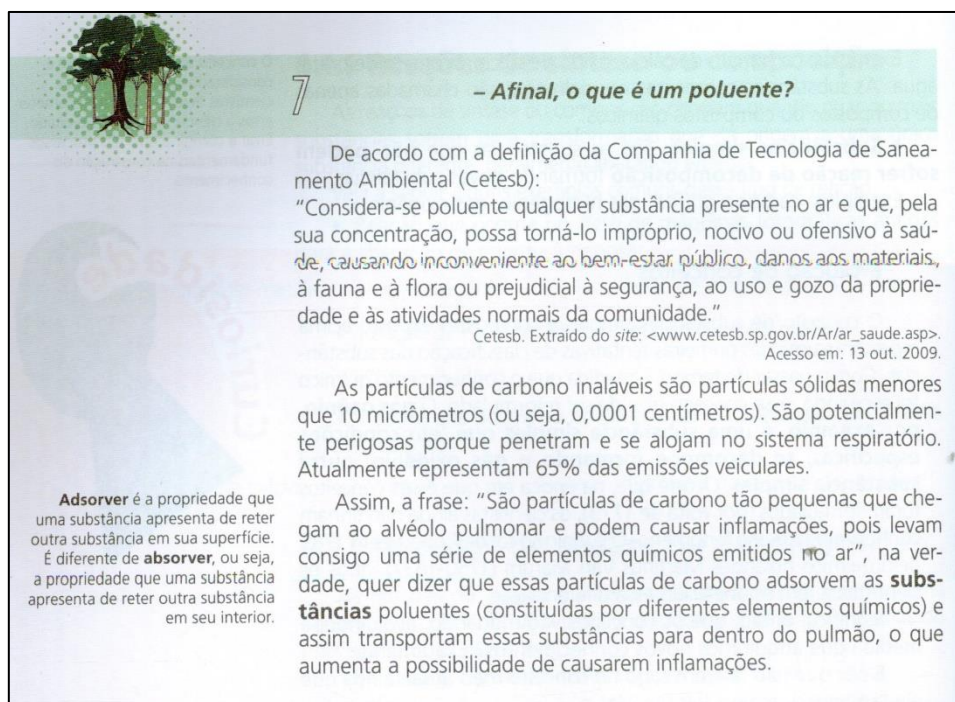 7 – Afinal, o que é um poluente?
De acordo com a definição da Companhia de Tecnologia de Sanea-
mento Ambiental (Cetesb):
“Considera-se poluente qualquer substância presente no ar e que, pela
sua concentração, possa torná-lo impróprio, nocivo ou ofensivo à saú-
de, causando inconveniente ao bem-estar público, danos aos materiais,
à fauna e à flora ou prejudicial à segurança, ao uso e gozo da proprie-
dade e às atividades normais da comunidade.”
Cetesb. Extraído do site: <www.cetesb.sp.gov.br/Ar/ar_saude.asp>.
Acesso em: 13 out. 2009.
As partículas de carbono inaláveis são partículas sólidas menores
que 10 micrômetros (ou seja, 0,0001 centímetros). São potencialmen-
te perigosas porque penetram e se alojam no sistema respiratório.
Atualmente representam 65% das emissões veiculares.
Assim, a frase: “São partículas de carbono tão pequenas que che-
gam ao alvéolo pulmonar e podem causar inflamações, pois levam
consigo uma série de elementos químicos emitidos no ar”, na ver-
dade, quer dizer que essas partículas de carbono adsorvem as subs-
tâncias poluentes (constituídas por diferentes elementos químicos) e
assim transportam essas substâncias para dentro do pulmão, o que
aumenta a possibilidade de causarem inflamações.
Adsorver é a propriedade que
uma substância apresenta de reter
outra substância em sua superfície.
É diferente de absorver, ou seja,
a propriedade que uma substância
apresenta de reter outra substância
em seu interior.